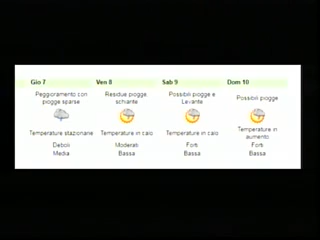 Gio 7 Ven 8 Sab 9 Dom 10
Peggioramento con Residue piogge, Possibili piogge e Possibili piogge
piogge sparse schiarite Levante
Temperature stazionarie Temperature in calo Temperature in calo Temperature in
aumento
Deboli Moderati Forti Forti
Media Bassa Bassa Bassa